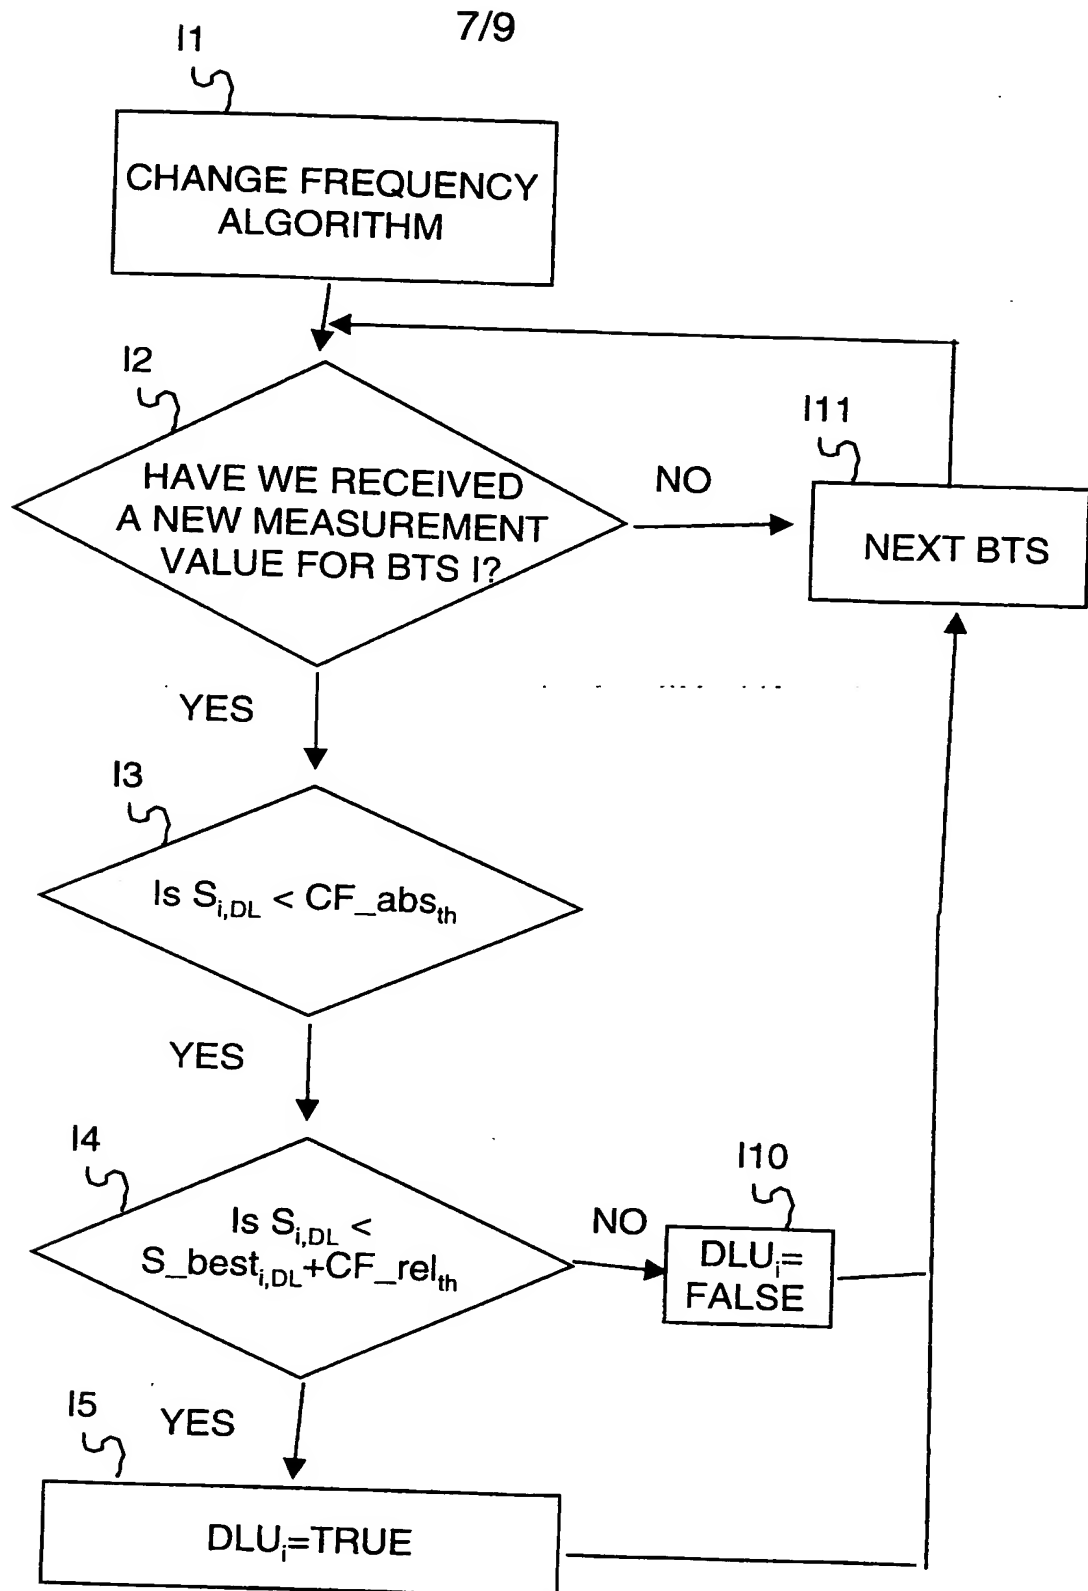 7/9
I1
CHANGE FREQUENCY
ALGORITHM
I2
HAVE WE RECEIVED
A NEW MEASUREMENT
VALUE FOR BTS I?
NO
I11
NEXT BTS
YES
I3
Is S_{i,DL} < CF_abs_{th}
YES
I4
Is S_{i,DL} <
S_best_{i,DL}+CF_rel_{th}
NO
I10
DLU_i=
FALSE
YES
I5
DLU_i=TRUE